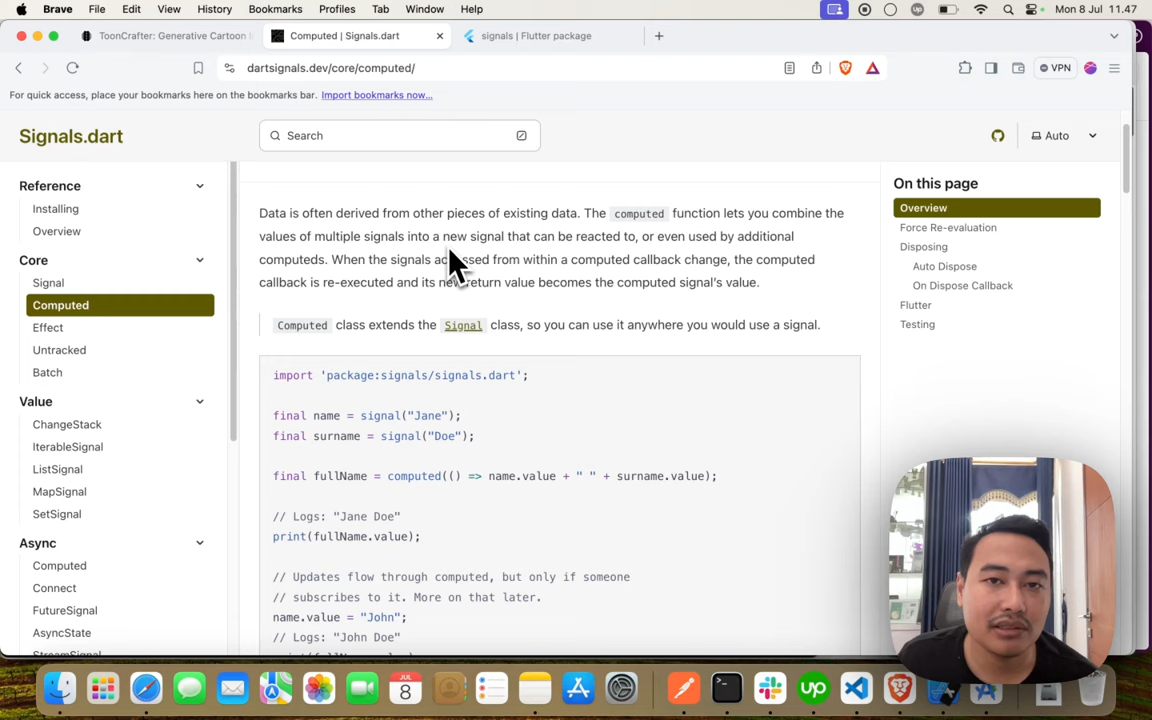 Brave File Edit View History Bookmarks Profiles Tab Window Help Mon 8 Jul 11.47
ToonCrafter: Generative Cartoon
Computed | Signals.dart
signals | Flutter package
dartsignals.dev/core/computed/
VPN
For quick access, place your bookmarks here on the bookmarks bar. Import bookmarks now...
Signals.dart
Search
Auto
Reference
Installing
Overview
Core
Signal
Computed
Effect
Untracked
Batch
Value
ChangeStack
IterableSignal
ListSignal
MapSignal
SetSignal
Async
Computed
Connect
FutureSignal
AsyncState
StreamSignal
Data is often derived from other pieces of existing data. The computed function lets you combine the
values of multiple signals into a new signal that can be reacted to, or even used by additional
computeds. When the signals accessed from within a computed callback change, the computed
callback is re-executed and its new return value becomes the computed signal's value.
Computed class extends the Signal class, so you can use it anywhere you would use a signal.
import 'package:signals/signals.dart';
final name = signal("Jane");
final surname = signal("Doe");
final fullName = computed(() => name.value + " " + surname.value);
// Logs: "Jane Doe"
print(fullName.value);
// Updates flow through computed, but only if someone
// subscribes to it. More on that later.
name.value = "John";
// Logs: "John Doe"
print(fullName.value);
On this page
Overview
Force Re-evaluation
Disposing
Auto Dispose
On Dispose Callback
Flutter
Testing
JUL
8
up